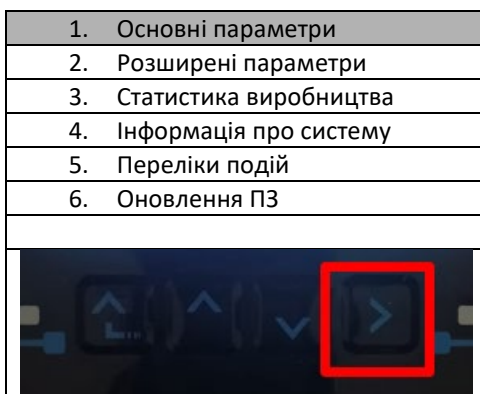 1. Основні параметри
2. Розширені параметри
3. Статистика виробництва
4. Інформація про систему
5. Переліки подій
6. Оновлення ПЗ